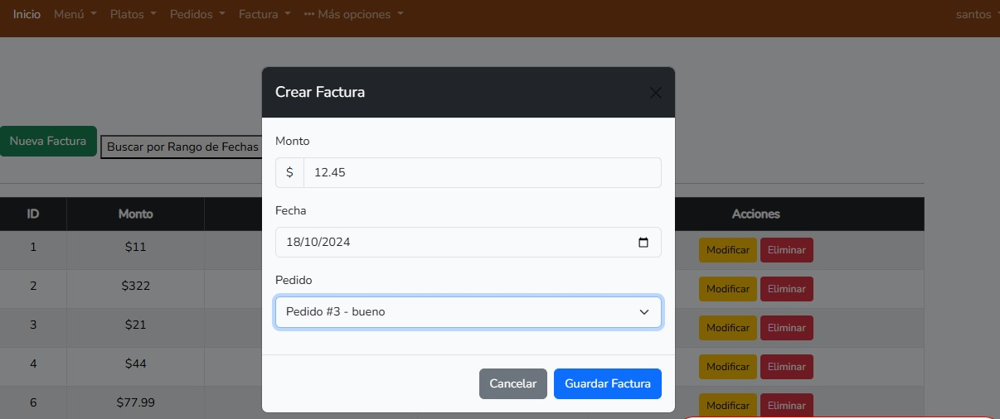 Inicio Menú Platos Pedidos Factura ••• Más opciones santos
Crear Factura
Nueva Factura Buscar por Rango de Fechas
Monto
$ 12.45
Fecha
18/10/2024
Pedido
Pedido #3 - bueno
Cancelar Guardar Factura
ID Monto Acciones
1 $11 Modificar Eliminar
2 $322 Modificar Eliminar
3 $21 Modificar Eliminar
4 $44 Modificar Eliminar
6 $77.99 Modificar Eliminar